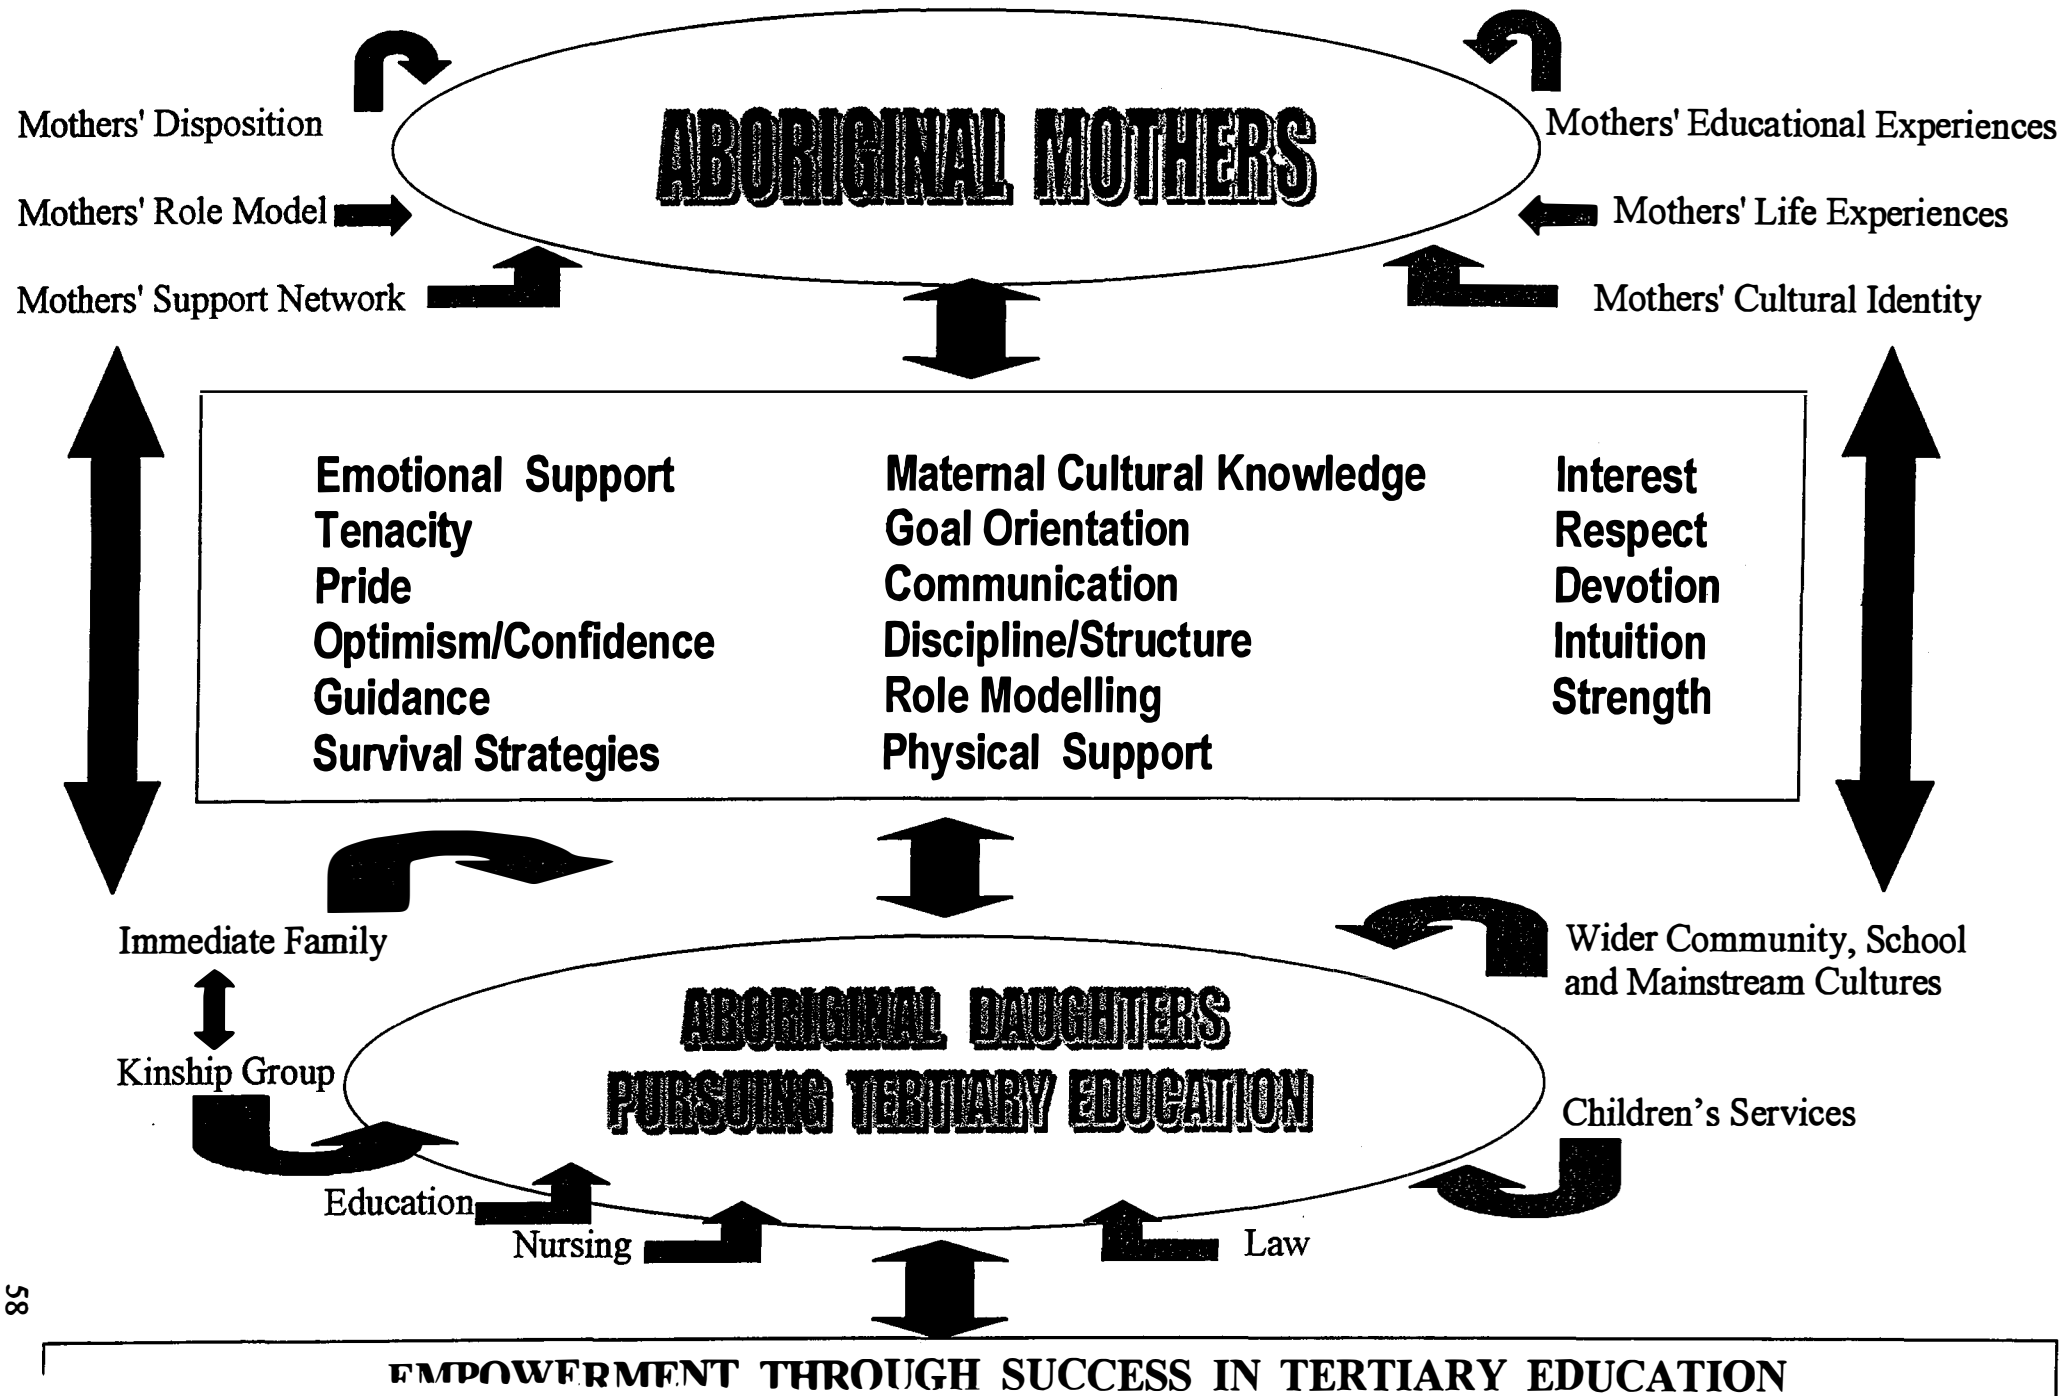 ABORIGINAL MOTHERS
Mothers' Disposition
Mothers' Educational Experiences
Mothers' Role Model
Mothers' Life Experiences
Mothers' Support Network
Mothers' Cultural Identity
Emotional Support
Tenacity
Pride
Optimism/Confidence
Guidance
Survival Strategies
Maternal Cultural Knowledge
Goal Orientation
Communication
Discipline/Structure
Role Modelling
Physical Support
Interest
Respect
Devotion
Intuition
Strength
Immediate Family
Wider Community, School
and Mainstream Cultures
Kinship Group
ABORIGINAL DAUGHTERS
PURSUING TERTIARY EDUCATION
Children’s Services
Education
Nursing
Law
58
EMPOWERMENT THROUGH SUCCESS IN TERTIARY EDUCATION